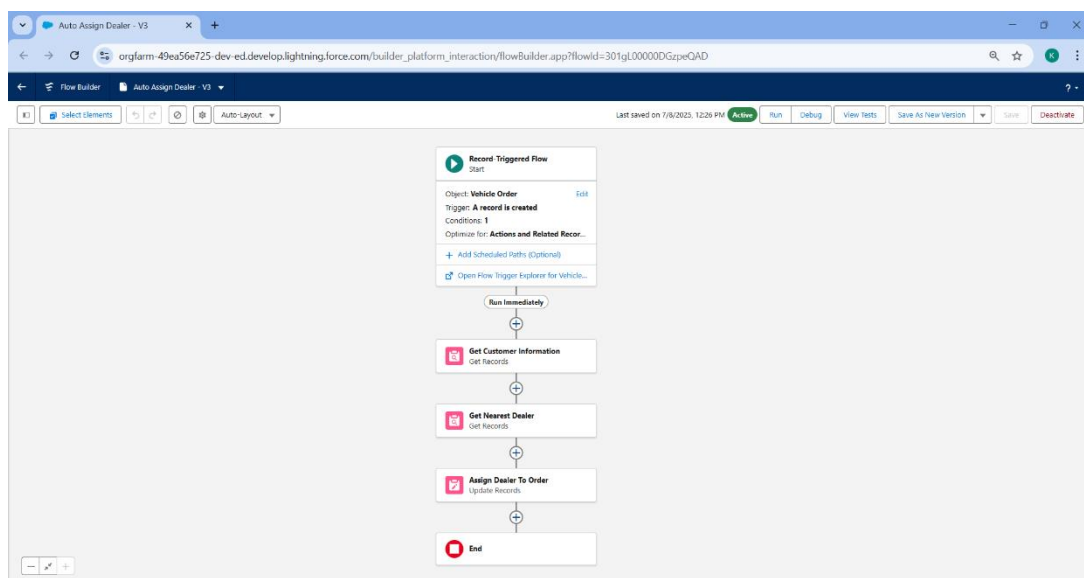 Auto Assign Dealer - V3
orgfarm-49ea56e725-dev-ed.develop.lightning.force.com/builder_platform_interaction/flowBuilder.app?flowId=301gL00000DGzpeQAD
K
Flow Builder Auto Assign Dealer - V3 ?
Select Elements Auto-Layout Last saved on 7/8/2025, 12:26 PM Active Run Debug View Tests Save As New Version Save Deactivate
Record-Triggered Flow
Start
Object: Vehicle Order Edit
Trigger: A record is created
Conditions: 1
Optimize for: Actions and Related Recor...
+ Add Scheduled Paths (Optional)
Open Flow Trigger Explorer for Vehicle...
Run Immediately
Get Customer Information
Get Records
Get Nearest Dealer
Get Records
Assign Dealer To Order
Update Records
End